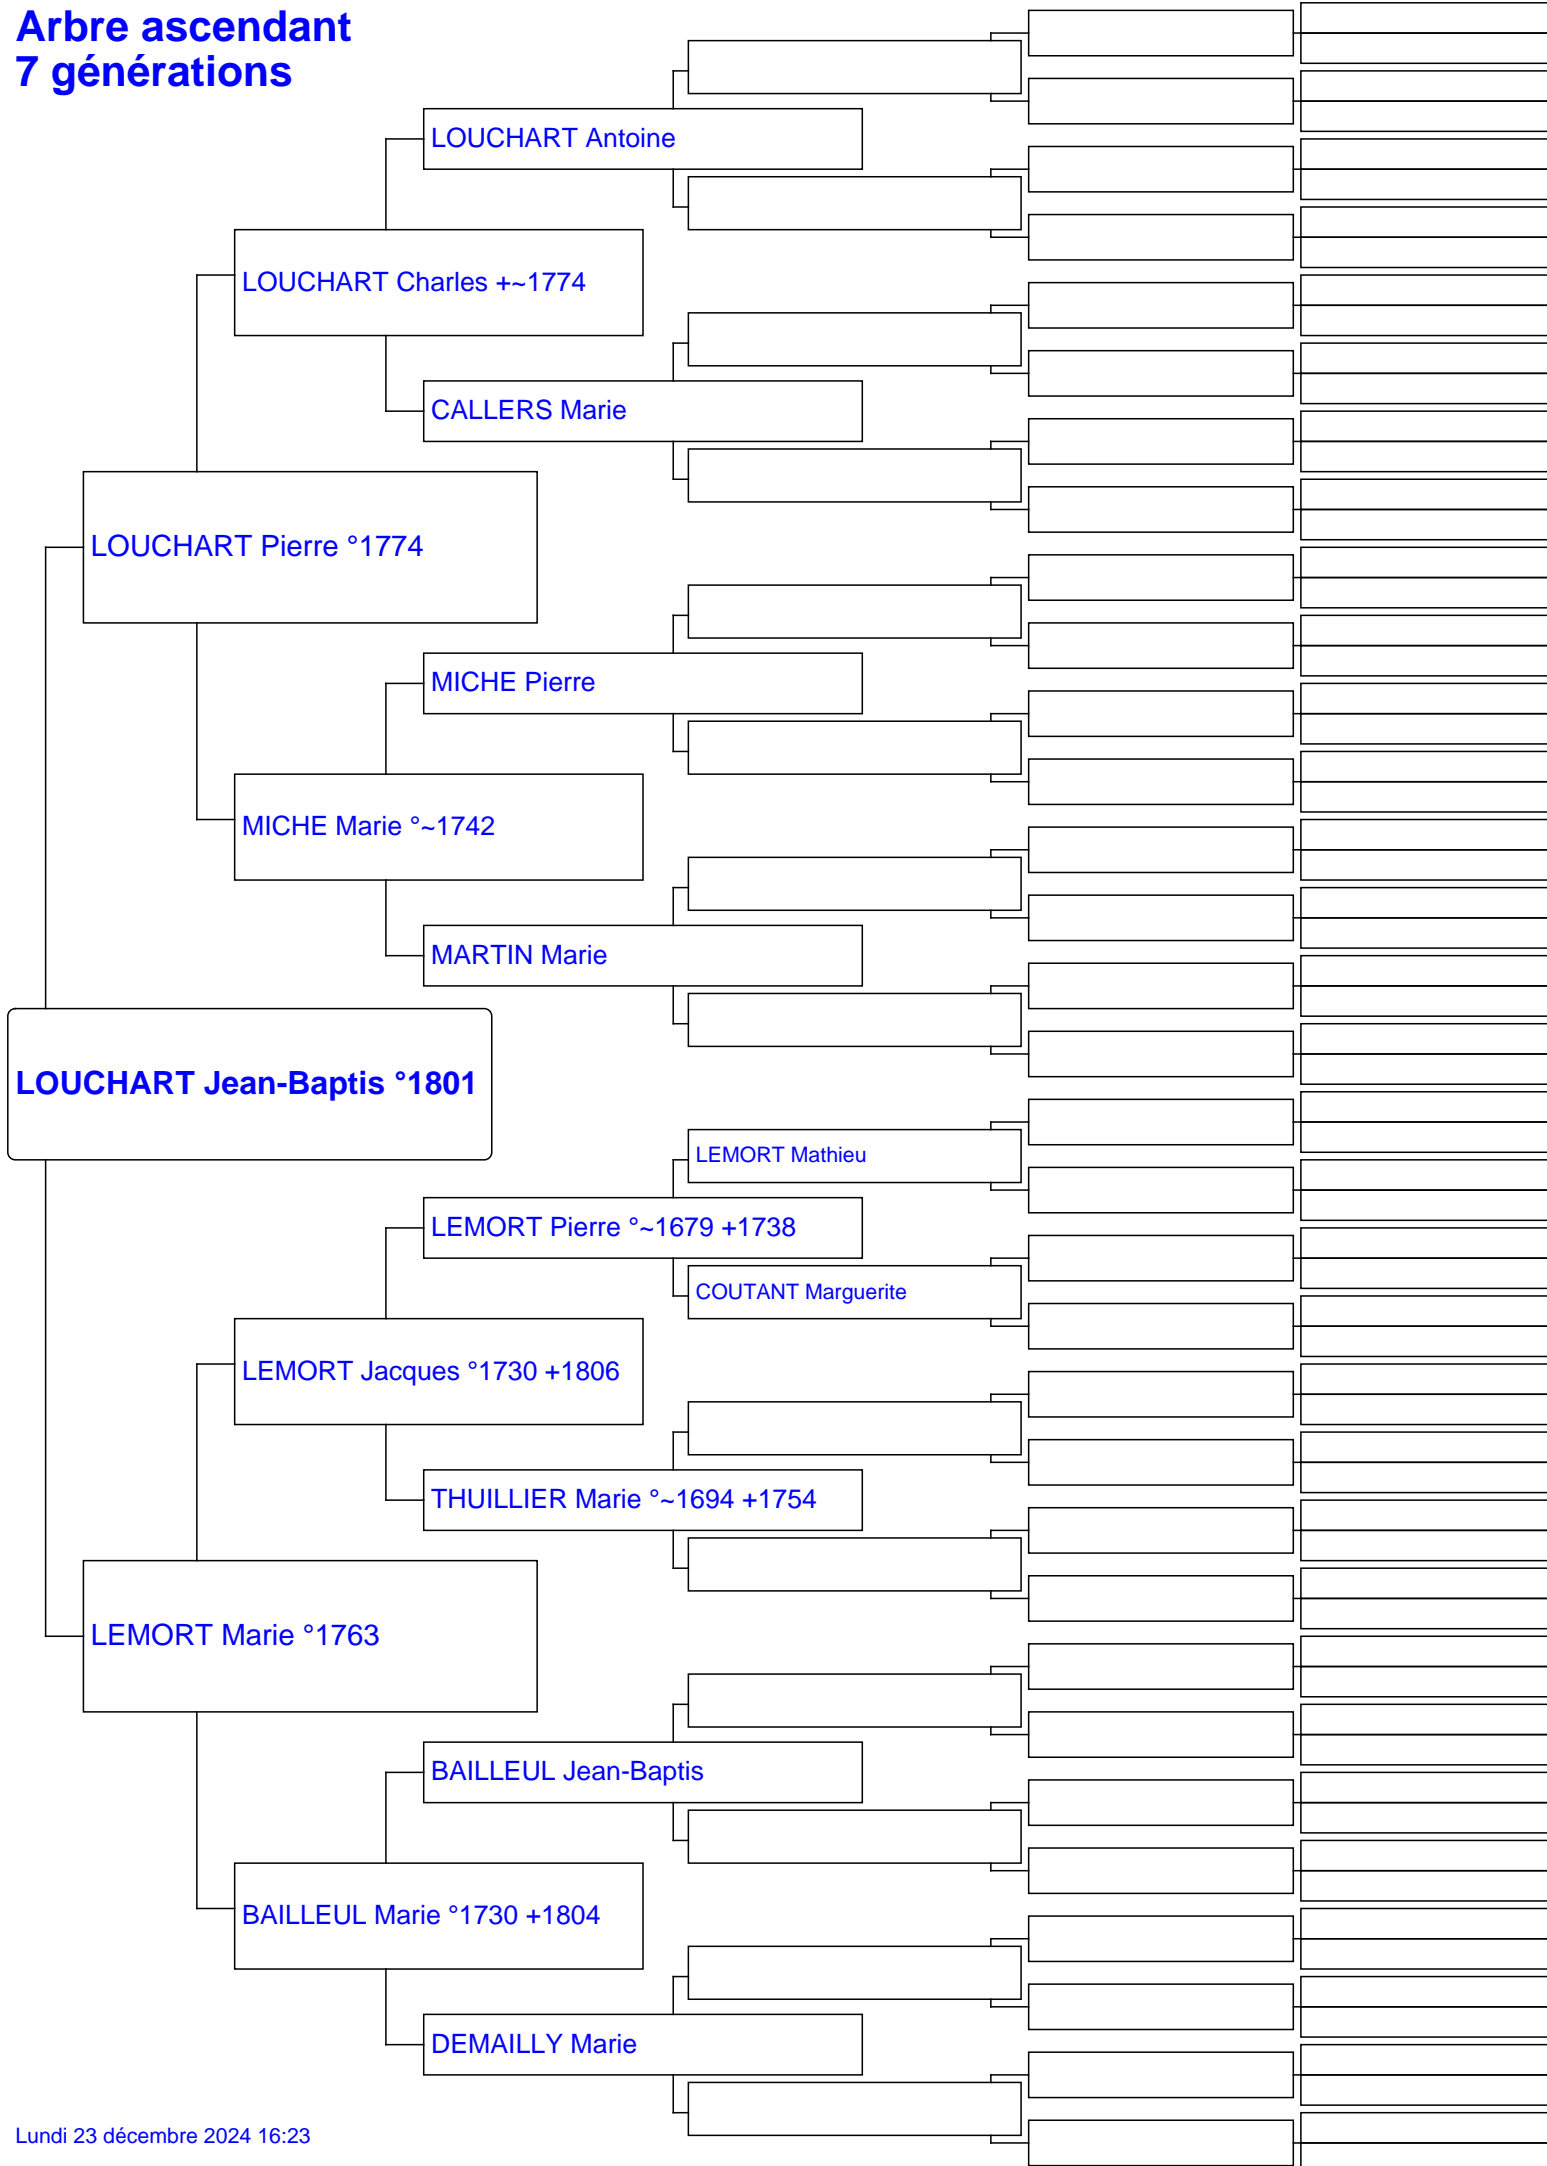 Arbre ascendant
7 générations
LOUCHART Antoine
LOUCHART Charles +~1774
CALLERS Marie
LOUCHART Pierre °1774
MICHE Pierre
MICHE Marie °~1742
MARTIN Marie
LOUCHART Jean-Baptis °1801
LEMORT Mathieu
LEMORT Pierre °~1679 +1738
COUTANT Marguerite
LEMORT Jacques °1730 +1806
THUILLIER Marie °~1694 +1754
LEMORT Marie °1763
BAILLEUL Jean-Baptis
BAILLEUL Marie °1730 +1804
DEMAILLY Marie
Lundi 23 décembre 2024 16:23